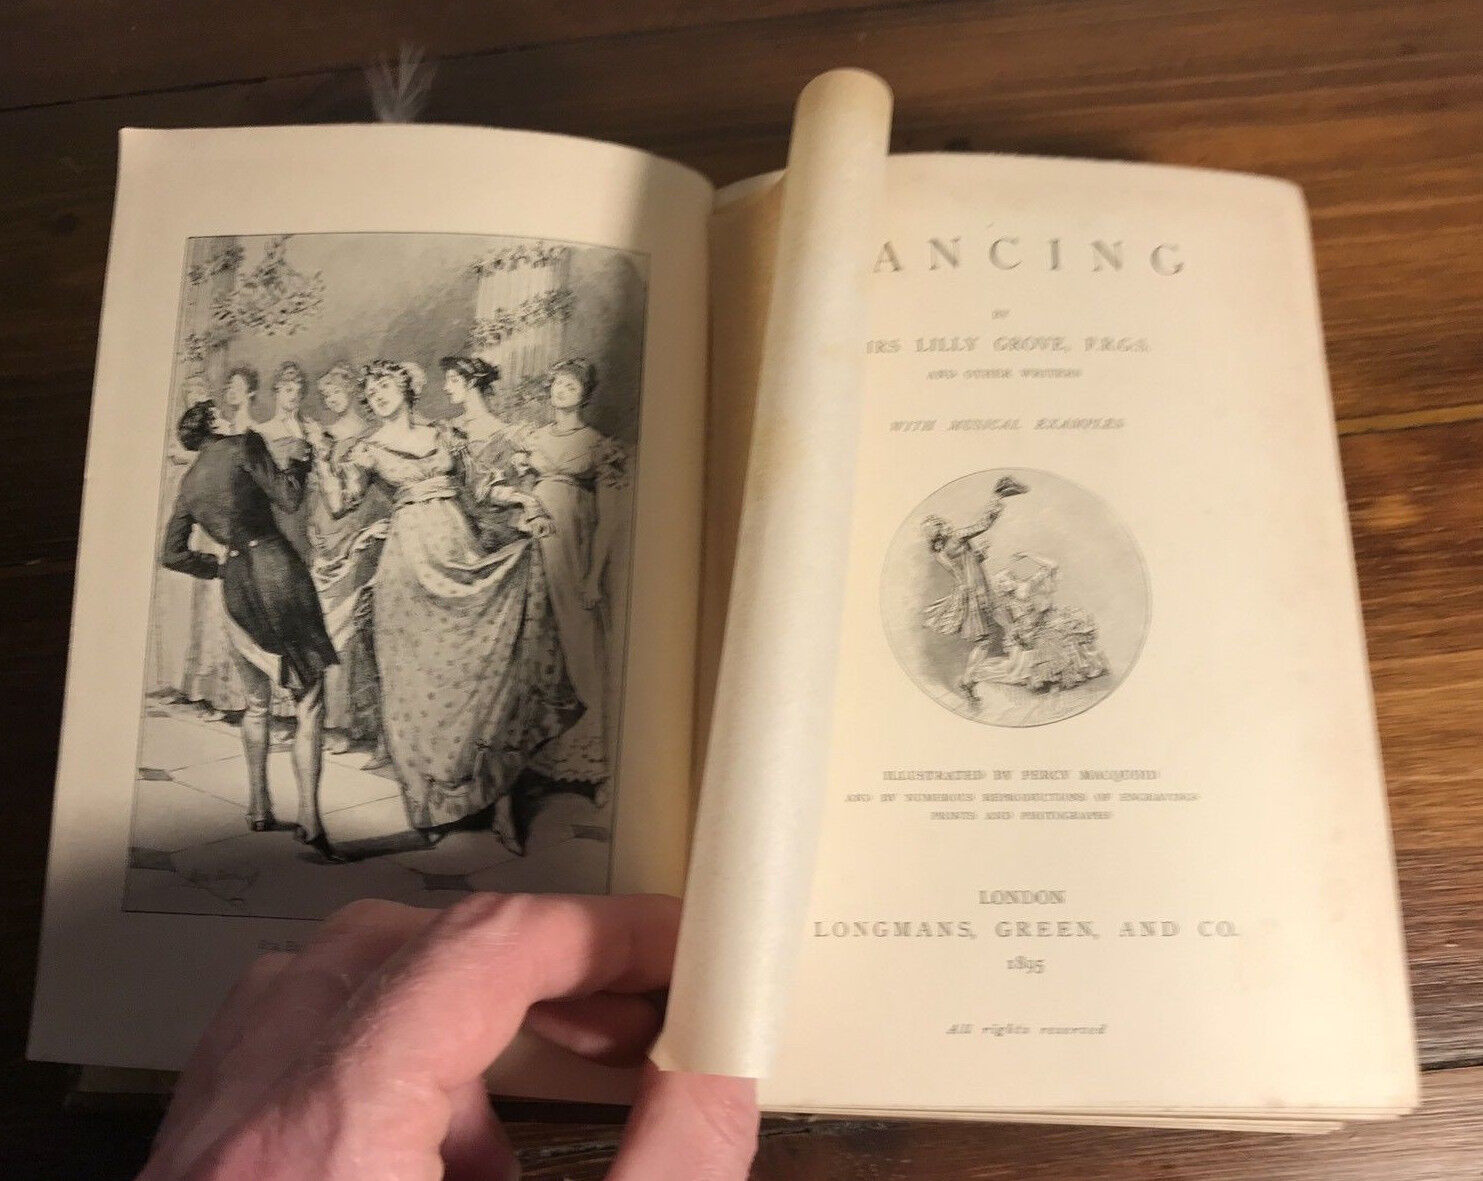 ANCING
BY
IRS LILLY GROVE, F.R.G.S.
AND OTHER WRITERS
WITH MUSICAL EXAMPLES
ILLUSTRATED BY PERCY MACQUOID
AND BY NUMEROUS REPRODUCTIONS OF ENGRAVINGS
PRINTS AND PHOTOGRAPHS
LONDON
LONGMANS, GREEN, AND CO.
1895
All rights reserved